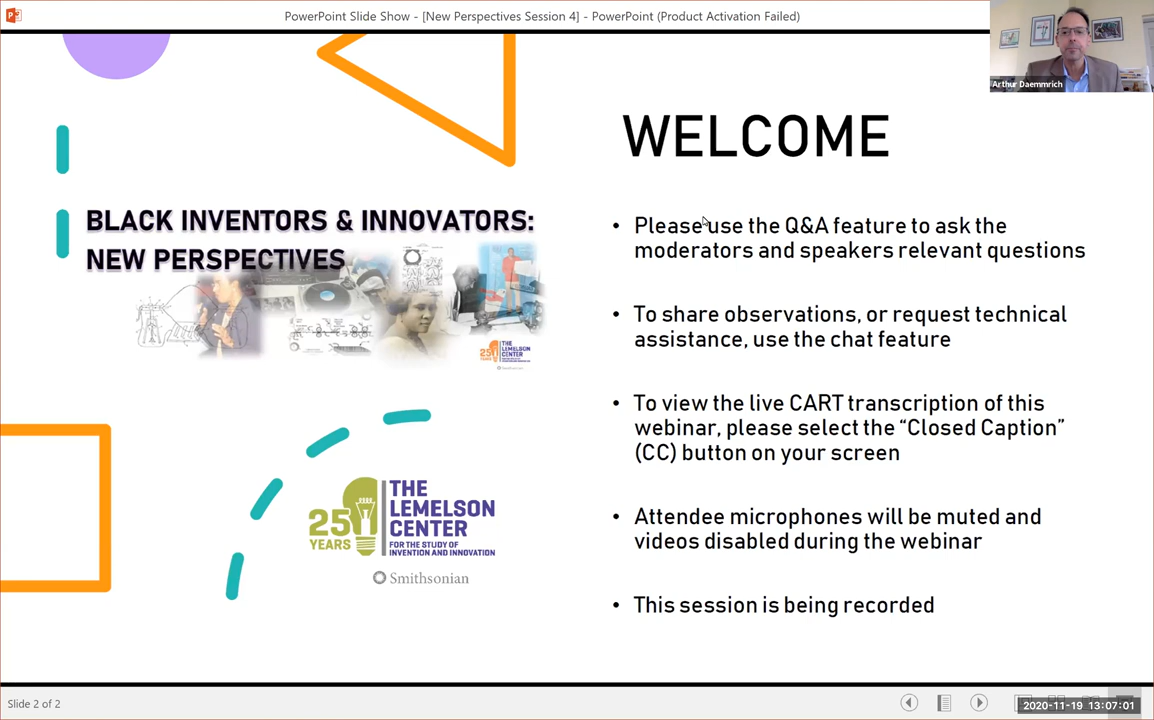 PowerPoint Slide Show - [New Perspectives Session 4] - PowerPoint (Product Activation Failed)
Arthur Daemmrich
WELCOME
BLACK INVENTORS & INNOVATORS:
NEW PERSPECTIVES
25
YEARS
THE
LEMELSON
CENTER
• Please use the Q&A feature to ask the
moderators and speakers relevant questions
• To share observations, or request technical
assistance, use the chat feature
• To view the live CART transcription of this
webinar, please select the “Closed Caption”
(CC) button on your screen
• Attendee microphones will be muted and
videos disabled during the webinar
• This session is being recorded
25
YEARS
THE
LEMELSON
CENTER
FOR THE STUDY OF
INVENTION AND INNOVATION
Smithsonian
Slide 2 of 2
2020-11-19 13:07:01